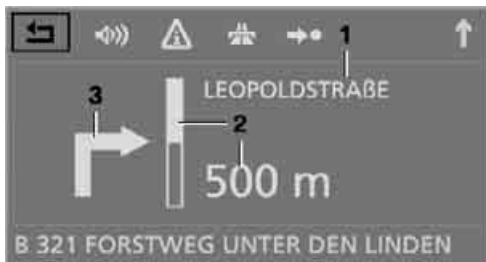 1
LEOPOLDSTRAßE
3
2
500 m
B 321 FORSTWEG UNTER DEN LINDEN